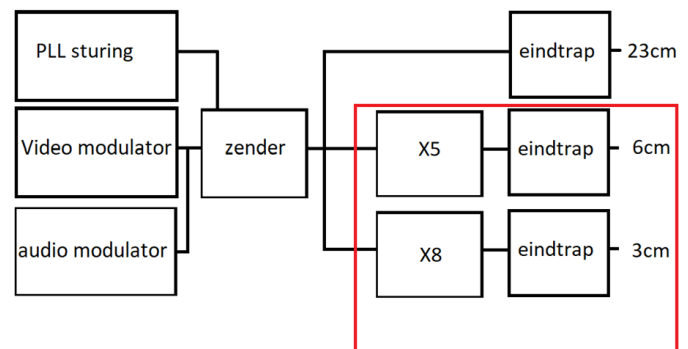 PLL sturing
eindtrap
23cm
Video modulator
zender
X5
eindtrap
6cm
audio modulator
X8
eindtrap
3cm